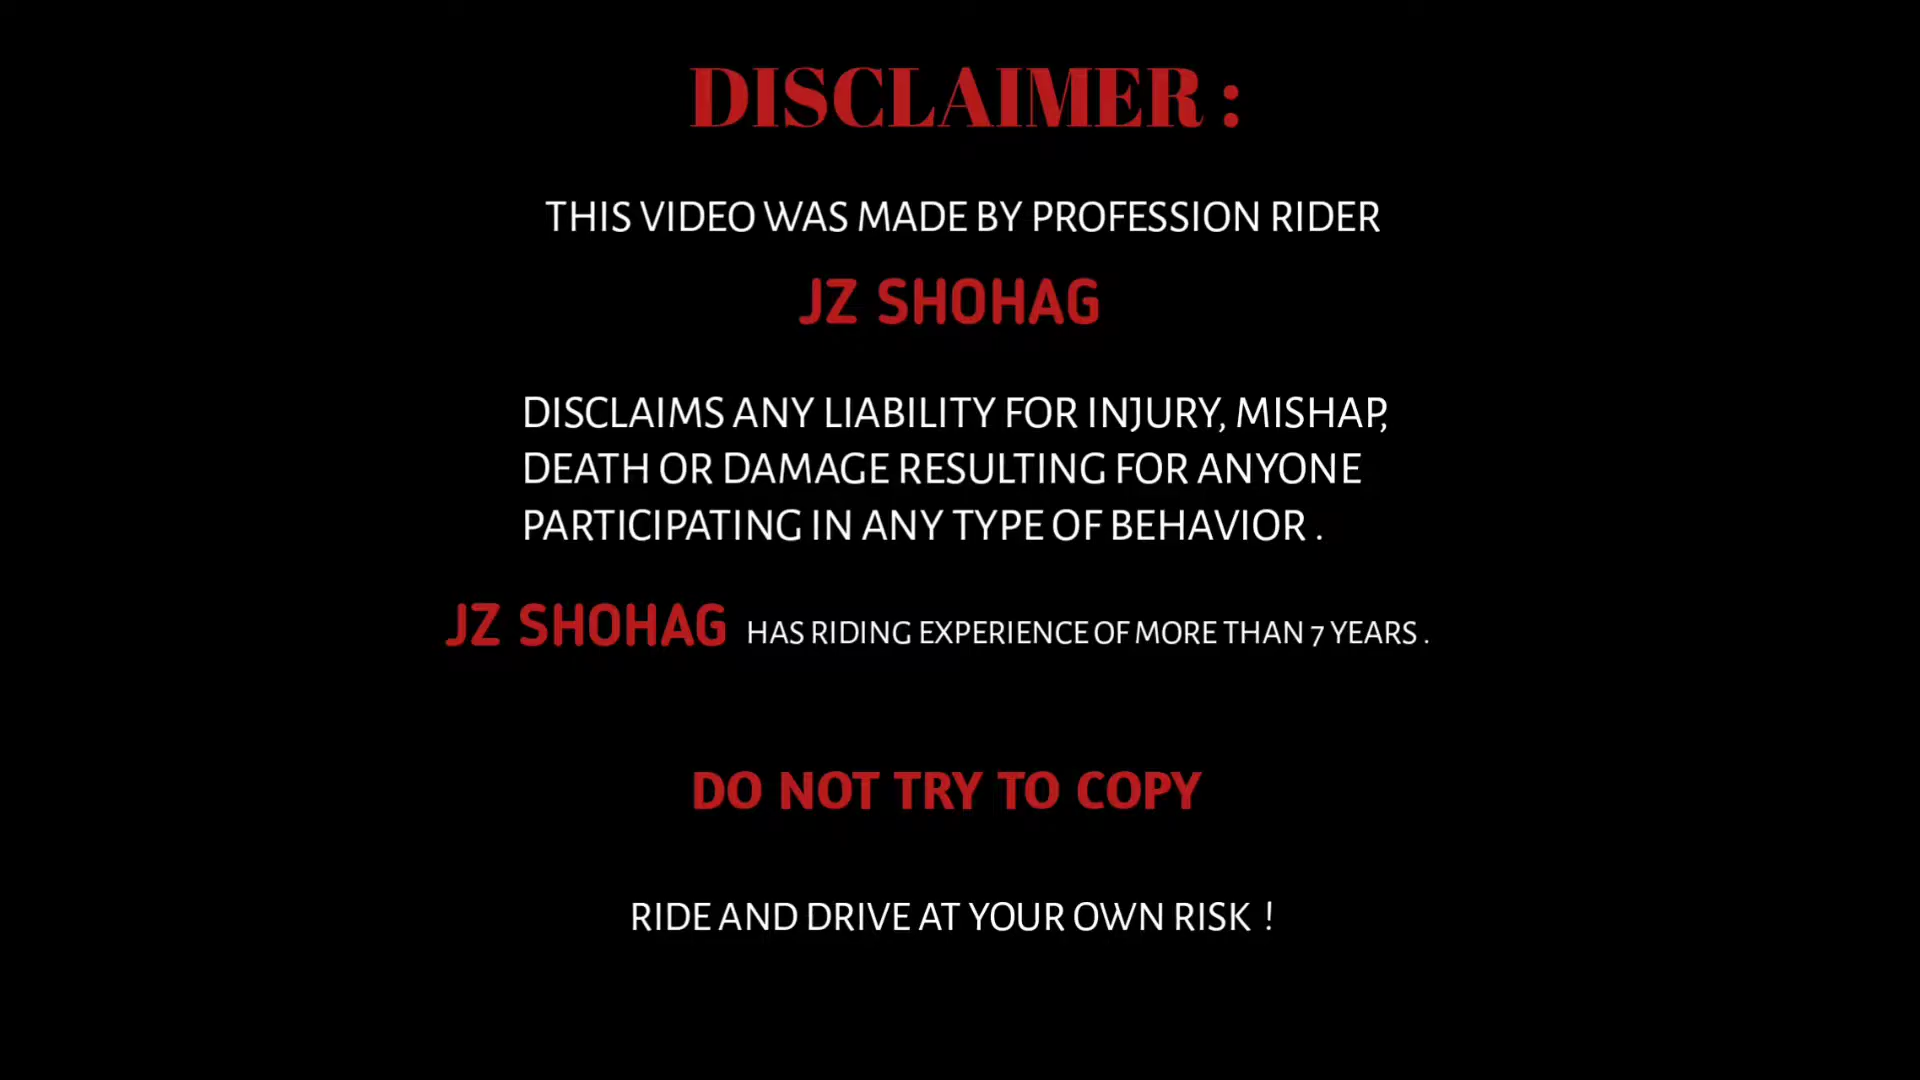 DISCLAIMER :
THIS VIDEO WAS MADE BY PROFESSION RIDER
JZ SHOHAG
DISCLAIMS ANY LIABILITY FOR INJURY, MISHAP,
DEATH OR DAMAGE RESULTING FOR ANYONE
PARTICIPATING IN ANY TYPE OF BEHAVIOR .
JZ SHOHAG HAS RIDING EXPERIENCE OF MORE THAN 7 YEARS .
DO NOT TRY TO COPY
RIDE AND DRIVE AT YOUR OWN RISK !